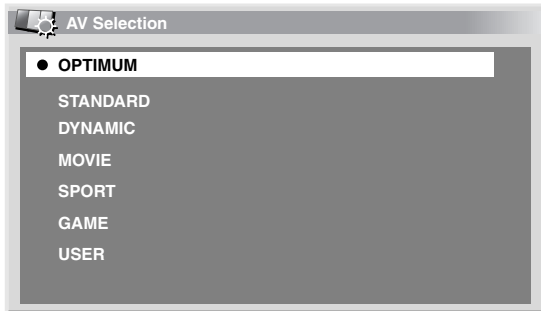 AV Selection
OPTIMUM
STANDARD
DYNAMIC
MOVIE
SPORT
GAME
USER